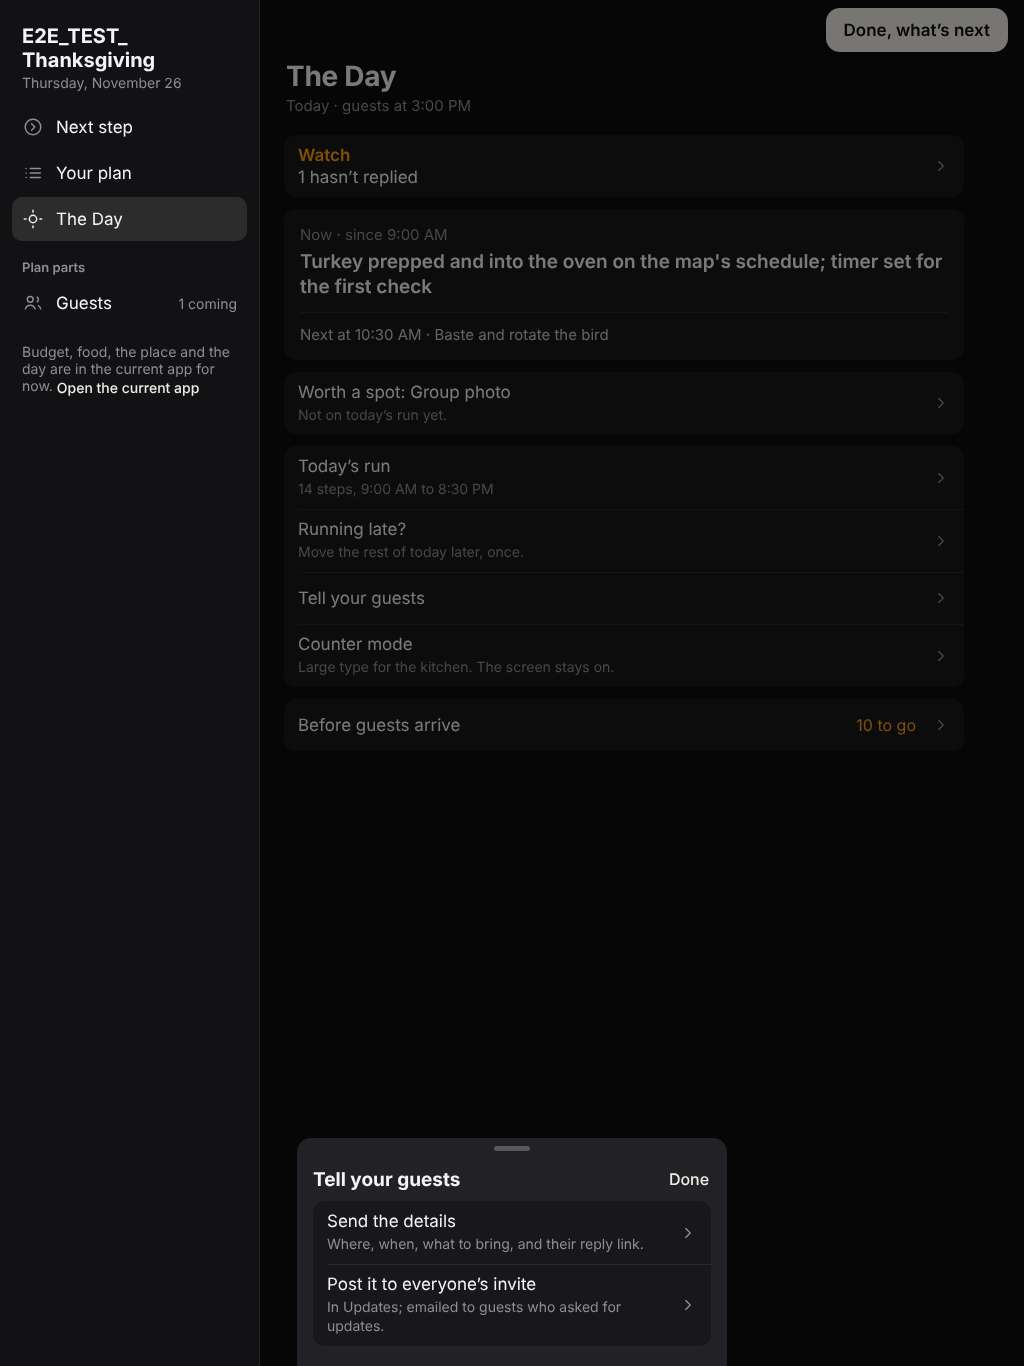 E2E_TEST_
Thanksgiving
Thursday, November 26
Next step
Your plan
The Day
Plan parts
Guests
1 coming
Budget, food, the place and the
day are in the current app for
now. Open the current app
Done, what’s next
The Day
Today · guests at 3:00 PM
Watch
1 hasn’t replied
Now · since 9:00 AM
Turkey prepped and into the oven on the map's schedule; timer set for
the first check
Next at 10:30 AM · Baste and rotate the bird
Worth a spot: Group photo
Not on today’s run yet.
Today’s run
14 steps, 9:00 AM to 8:30 PM
Running late?
Move the rest of today later, once.
Tell your guests
Counter mode
Large type for the kitchen. The screen stays on.
Before guests arrive
10 to go
Tell your guests
Done
Send the details
Where, when, what to bring, and their reply link.
Post it to everyone’s invite
In Updates; emailed to guests who asked for
updates.